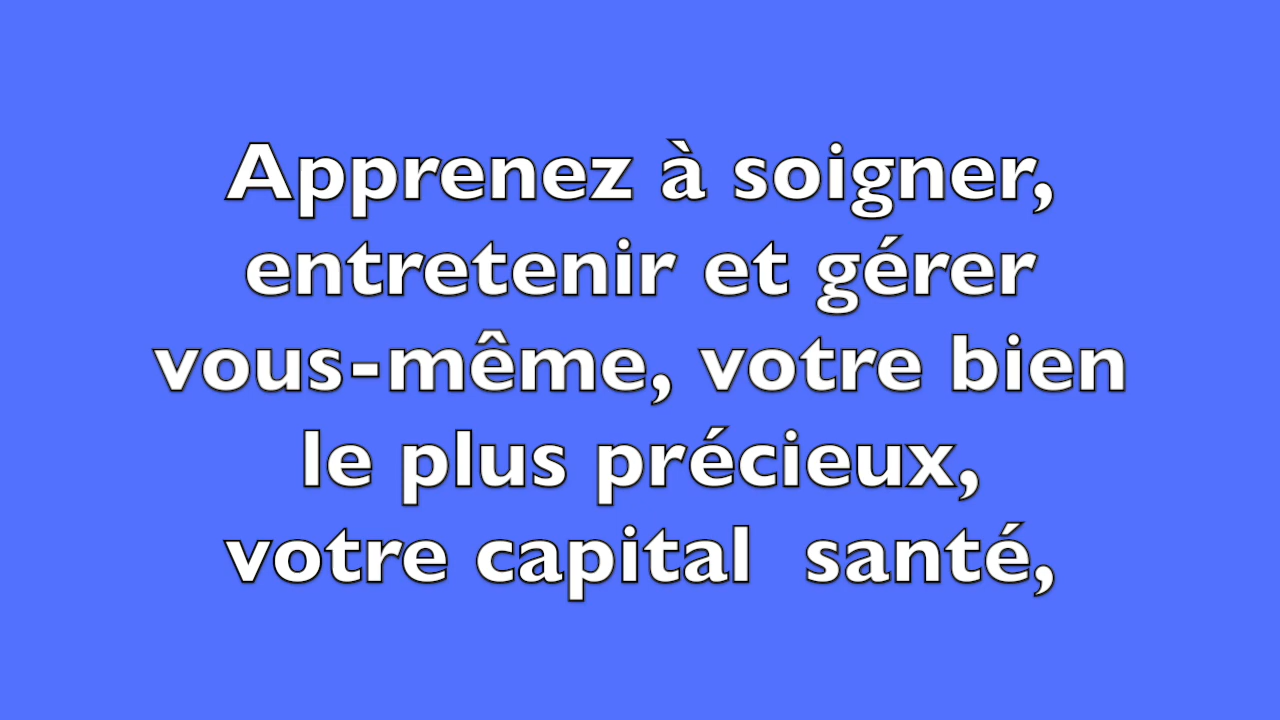 Apprenez à soigner,
entretenir et gérer
vous-même, votre bien
le plus précieux,
votre capital  santé,